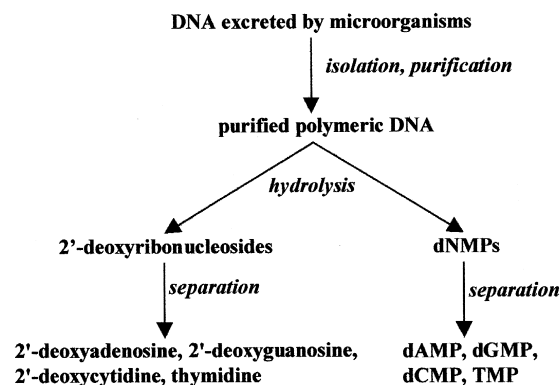 DNA excreted by microorganisms
isolation, purification
purified polymeric DNA
hydrolysis
2'-deoxyribonucleosides
dNMPs
separation
separation
2'-deoxyadenosine, 2'-deoxyguanosine,
2'-deoxycytidine, thymidine
dAMP, dGMP,
dCMP, TMP